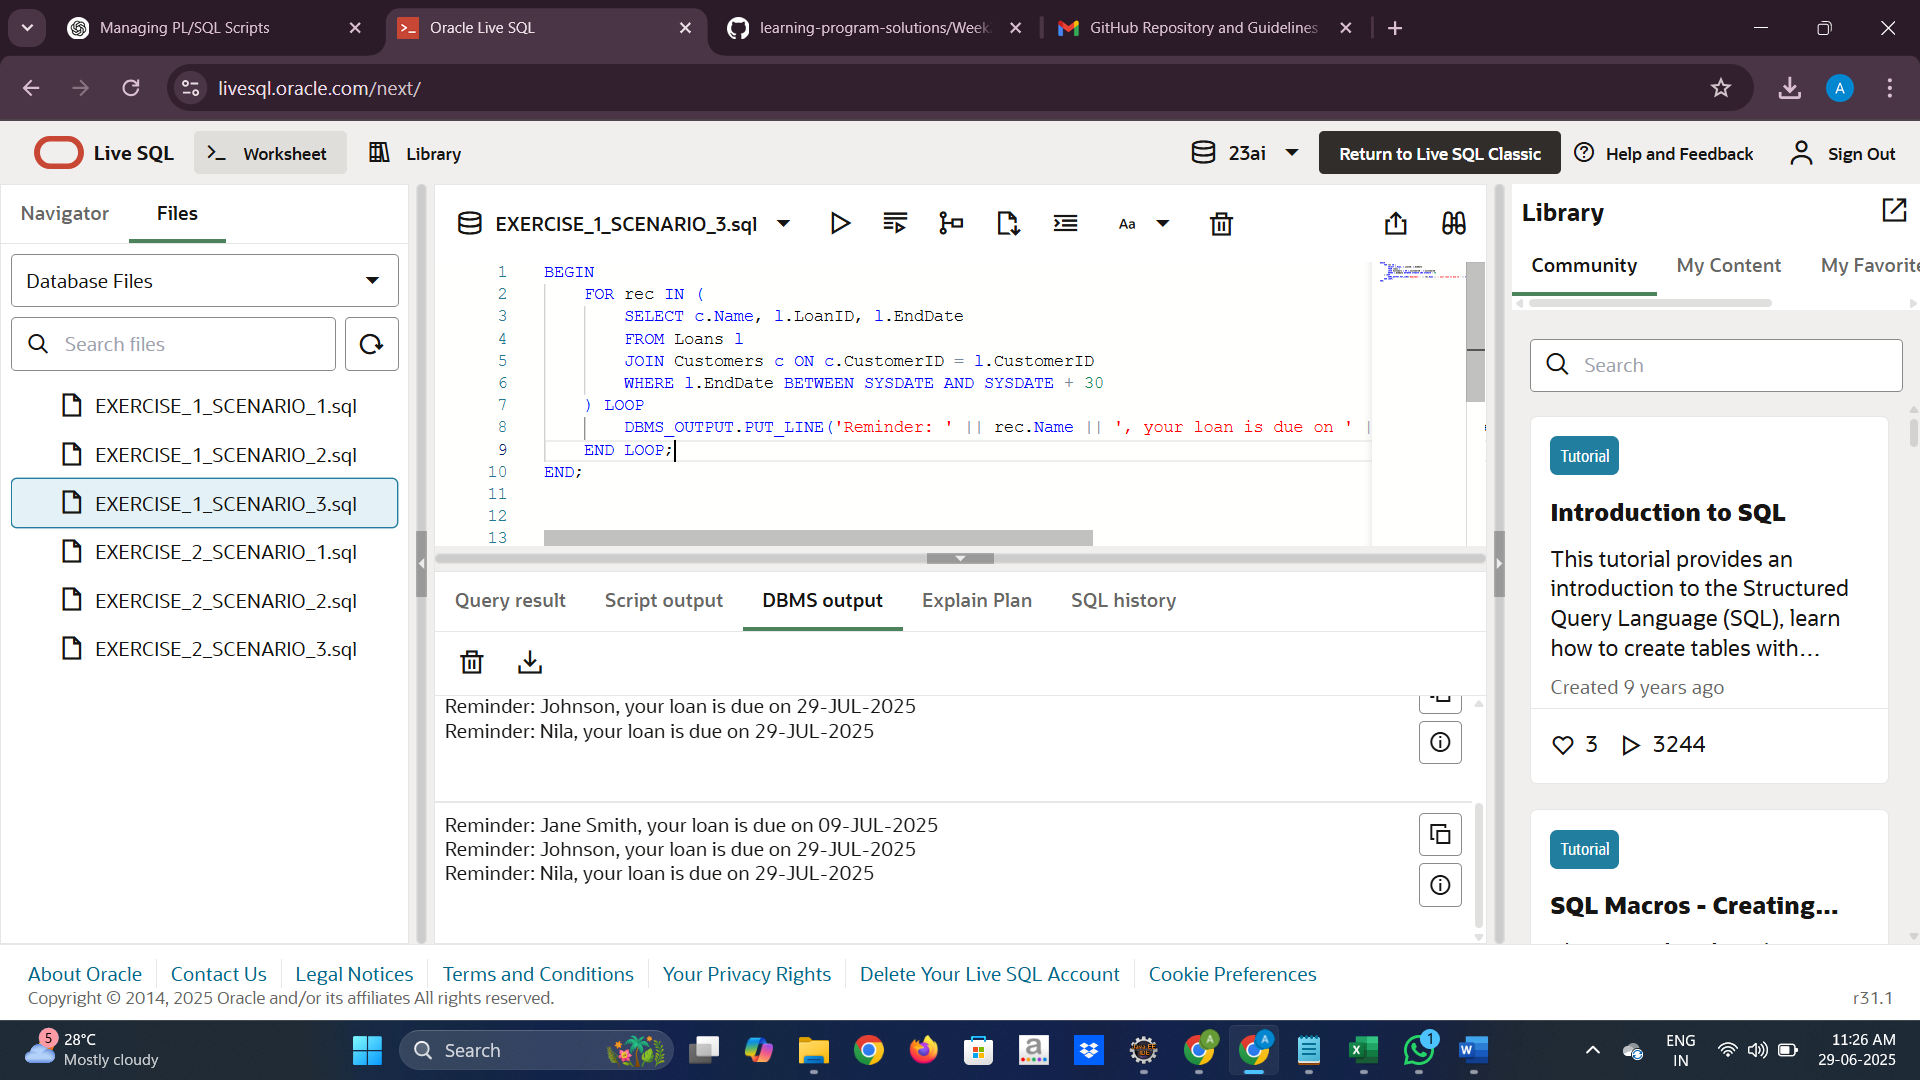 Managing PL/SQL Scripts
Oracle Live SQL
learning-program-solutions/Week
GitHub Repository and Guidelines
livesql.oracle.com/next/
A
Live SQL
Worksheet
Library
23ai
Return to Live SQL Classic
Help and Feedback
Sign Out
Navigator
Files
Database Files
Search files
EXERCISE_1_SCENARIO_1.sql
EXERCISE_1_SCENARIO_2.sql
EXERCISE_1_SCENARIO_3.sql
EXERCISE_2_SCENARIO_1.sql
EXERCISE_2_SCENARIO_2.sql
EXERCISE_2_SCENARIO_3.sql
EXERCISE_1_SCENARIO_3.sql
Aa
1 BEGIN
2 FOR rec IN (
3 SELECT c.Name, l.LoanID, l.EndDate
4 FROM Loans l
5 JOIN Customers c ON c.CustomerID = l.CustomerID
6 WHERE l.EndDate BETWEEN SYSDATE AND SYSDATE + 30
7 ) LOOP
8 DBMS_OUTPUT.PUT_LINE('Reminder: ' || rec.Name || ', your loan is due on ' |
9 END LOOP;
10 END;
11
12
13
Query result
Script output
DBMS output
Explain Plan
SQL history
Reminder: Johnson, your loan is due on 29-JUL-2025
Reminder: Nila, your loan is due on 29-JUL-2025
Reminder: Jane Smith, your loan is due on 09-JUL-2025
Reminder: Johnson, your loan is due on 29-JUL-2025
Reminder: Nila, your loan is due on 29-JUL-2025
Library
Community
My Content
My Favorite
Search
Tutorial
Introduction to SQL
This tutorial provides an
introduction to the Structured
Query Language (SQL), learn
how to create tables with...
Created 9 years ago
3
3244
Tutorial
SQL Macros - Creating...
About Oracle
Contact Us
Legal Notices
Terms and Conditions
Your Privacy Rights
Delete Your Live SQL Account
Cookie Preferences
Copyright © 2014, 2025 Oracle and/or its affiliates All rights reserved.
r31.1
5
28°C
Mostly cloudy
Search
1
ENG
IN
11:26 AM
29-06-2025